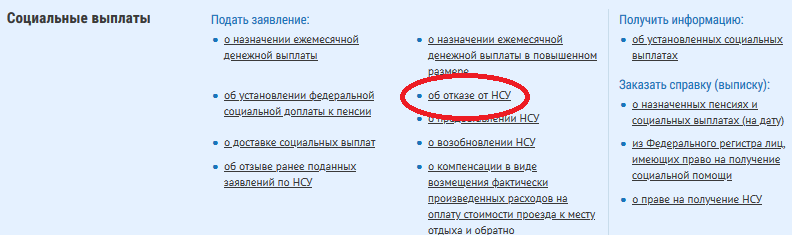 Социальные выплаты
Подать заявление:
о назначении ежемесячной
денежной выплаты
об установлении федеральной
социальной доплаты к пенсии
о доставке социальных выплат
об отзыве ранее поданных
заявлений по НСУ
о назначении ежемесячной
денежной выплаты в повышенном
размере
об отказе от НСУ
о предоставлении НСУ
о возобновлении НСУ
о компенсации в виде
возмещения фактически
произведенных расходов на
оплату стоимости проезда к месту
отдыха и обратно
Получить информацию:
об установленных социальных
выплатах
Заказать справку (выписку):
о назначенных пенсиях и
социальных выплатах (на дату)
из Федерального регистра лиц,
имеющих право на получение
социальной помощи
о праве на получение НСУ